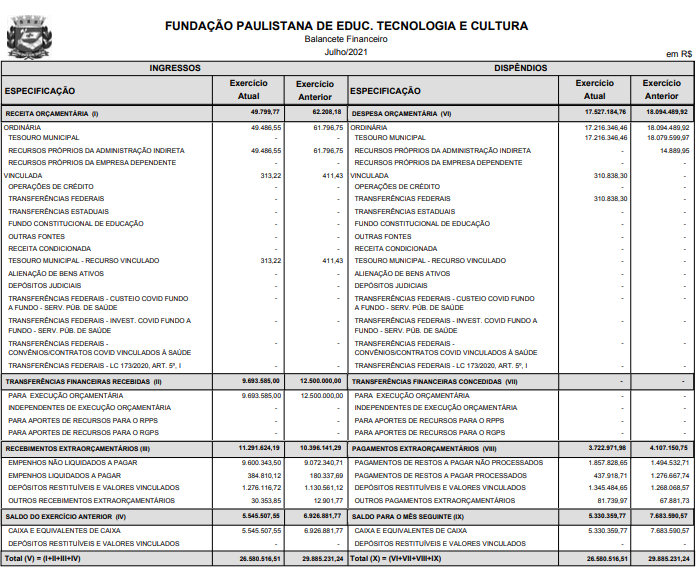 FUNDAÇÃO PAULISTANA DE EDUC. TECNOLOGIA E CULTURA
Balancete Financeiro
Julho/2021
em R$
INGRESSOS DISPÊNDIOS
ESPECIFICAÇÃO Exercício Atual Exercício Anterior ESPECIFICAÇÃO Exercício Atual Exercício Anterior
RECEITA ORÇAMENTÁRIA (I) 49.799,77 62.208,18 DESPESA ORÇAMENTÁRIA (VI) 17.527.184,76 18.094.489,92
ORDINÁRIA 49.486,55 61.796,75 ORDINÁRIA 17.216.346,46 18.094.489,92
TESOURO MUNICIPAL - - TESOURO MUNICIPAL 17.216.346,46 18.079.599,97
RECURSOS PRÓPRIOS DA ADMINISTRAÇÃO INDIRETA 49.486,55 61.796,75 RECURSOS PRÓPRIOS DA ADMINISTRAÇÃO INDIRETA - 14.889,95
RECURSOS PRÓPRIOS DA EMPRESA DEPENDENTE - - RECURSOS PRÓPRIOS DA EMPRESA DEPENDENTE - -
VINCULADA 313,22 411,43 VINCULADA 310.838,30 -
OPERAÇÕES DE CRÉDITO - - OPERAÇÕES DE CRÉDITO - -
TRANSFERÊNCIAS FEDERAIS - - TRANSFERÊNCIAS FEDERAIS 310.838,30 -
TRANSFERÊNCIAS ESTADUAIS - - TRANSFERÊNCIAS ESTADUAIS - -
FUNDO CONSTITUCIONAL DE EDUCAÇÃO - - FUNDO CONSTITUCIONAL DE EDUCAÇÃO - -
OUTRAS FONTES - - OUTRAS FONTES - -
RECEITA CONDICIONADA - - RECEITA CONDICIONADA - -
TESOURO MUNICIPAL - RECURSO VINCULADO 313,22 411,43 TESOURO MUNICIPAL - RECURSO VINCULADO - -
ALIENAÇÃO DE BENS ATIVOS - - ALIENAÇÃO DE BENS ATIVOS - -
DEPÓSITOS JUDICIAIS - - DEPÓSITOS JUDICIAIS - -
TRANSFERÊNCIAS FEDERAIS - CUSTEIO COVID FUNDO A FUNDO - SERV. PÚB. DE SAÚDE - - TRANSFERÊNCIAS FEDERAIS - CUSTEIO COVID FUNDO A FUNDO - SERV. PÚB. DE SAÚDE - -
TRANSFERÊNCIAS FEDERAIS - INVEST. COVID FUNDO A FUNDO - SERV. PÚB. DE SAÚDE - - TRANSFERÊNCIAS FEDERAIS - INVEST. COVID FUNDO A FUNDO - SERV. PÚB. DE SAÚDE - -
TRANSFERÊNCIAS FEDERAIS - CONVÊNIOS/CONTRATOS COVID VINCULADOS À SAÚDE - - TRANSFERÊNCIAS FEDERAIS - CONVÊNIOS/CONTRATOS COVID VINCULADOS À SAÚDE - -
TRANSFERÊNCIAS FEDERAIS - LC 173/2020, ART. 5º, I - - TRANSFERÊNCIAS FEDERAIS - LC 173/2020, ART. 5º, I - -
TRANSFERÊNCIAS FINANCEIRAS RECEBIDAS (II) 9.693.585,00 12.500.000,00 TRANSFERÊNCIAS FINANCEIRAS CONCEDIDAS (VII) - -
PARA EXECUÇÃO ORÇAMENTÁRIA 9.693.585,00 12.500.000,00 PARA EXECUÇÃO ORÇAMENTÁRIA - -
INDEPENDENTES DE EXECUÇÃO ORÇAMENTÁRIA - - INDEPENDENTES DE EXECUÇÃO ORÇAMENTÁRIA - -
PARA APORTES DE RECURSOS PARA O RPPS - - PARA APORTES DE RECURSOS PARA O RPPS - -
PARA APORTES DE RECURSOS PARA O RGPS - - PARA APORTES DE RECURSOS PARA O RGPS - -
RECEBIMENTOS EXTRAORÇAMENTÁRIOS (III) 11.291.624,19 10.396.141,29 PAGAMENTOS EXTRAORÇAMENTÁRIOS (VIII) 3.722.971,98 4.107.150,75
EMPENHOS NÃO LIQUIDADOS A PAGAR 9.600.343,50 9.072.340,71 PAGAMENTOS DE RESTOS A PAGAR NÃO PROCESSADOS 1.857.828,65 1.494.532,71
EMPENHOS LIQUIDADOS A PAGAR 384.810,12 180.337,69 PAGAMENTOS DE RESTOS A PAGAR PROCESSADOS 437.918,71 1.276.667,74
DEPÓSITOS RESTITUÍVEIS E VALORES VINCULADOS 1.276.116,72 1.130.561,12 DEPÓSITOS RESTITUÍVEIS E VALORES VINCULADOS 1.345.484,65 1.268.068,57
OUTROS RECEBIMENTOS EXTRAORÇAMENTÁRIOS 30.353,85 12.901,77 OUTROS PAGAMENTOS EXTRAORÇAMENTÁRIOS 81.739,97 67.881,73
SALDO DO EXERCÍCIO ANTERIOR (IV) 5.545.507,55 6.926.881,77 SALDO PARA O MÊS SEGUINTE (IX) 5.330.359,77 7.683.590,57
CAIXA E EQUIVALENTES DE CAIXA 5.545.507,55 6.926.881,77 CAIXA E EQUIVALENTES DE CAIXA 5.330.359,77 7.683.590,57
DEPÓSITOS RESTITUÍVEIS E VALORES VINCULADOS - - DEPÓSITOS RESTITUÍVEIS E VALORES VINCULADOS - -
Total (V) = (I+II+III+IV) 26.580.516,51 29.885.231,24 Total (X) = (VI+VII+VIII+IX) 26.580.516,51 29.885.231,24